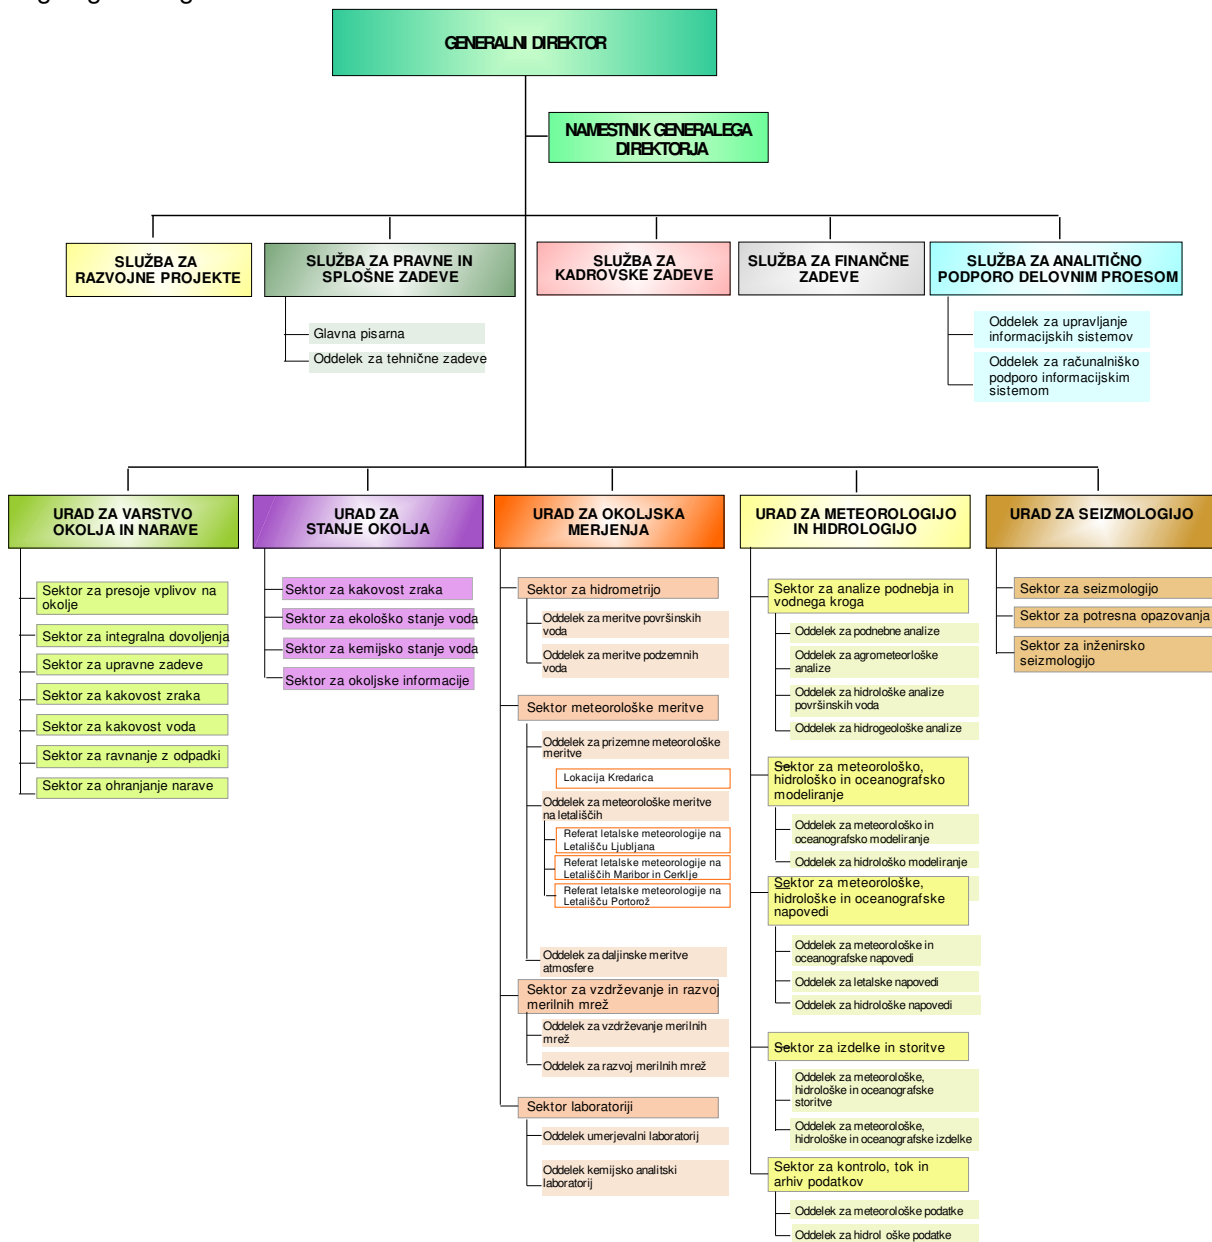 GENERALNI DIREKTOR
NAMESTNIK GENERALEGA
DIREKTORJA
SLUŽBA ZA
RAZVOJNE PROJEKTE
SLUŽBA ZA PRAVNE IN
SPLOŠNE ZADEVE
Glavna pisarna
Oddelek za tehnične zadeve
SLUŽBA ZA
KADROVSKE ZADEVE
SLUŽBA ZA FINANČNE
ZADEVE
SLUŽBA ZA ANALITIČNO
PODPORO DELOVNIM PROESOM
Oddelek za upravljanje
informacijskih sistemov
Oddelek za računalniško
podporo informacijskim
sistemom
URAD ZA VARSTVO
OKOLJA IN NARAVE
Sektor za presoje vplivov na
okolje
Sektor za integralna dovoljenja
Sektor za upravne zadeve
Sektor za kakovost zraka
Sektor za kakovost voda
Sektor za ravnanje z odpadki
Sektor za ohranjanje narave
URAD ZA
STANJE OKOLJA
Sektor za kakovost zraka
Sektor za ekološko stanje voda
Sektor za kemijsko stanje voda
Sektor za okoljske informacije
URAD ZA OKOLJSKA
MERJENJA
Sektor za hidrometrijo
Oddelek za meritve površinskih
voda
Oddelek za meritve podzemnih
voda
Sektor meteorološke meritve
Oddelek za prizemne meteorološke
meritve
Lokacija Kredarica
Oddelek za meteorološke meritve
na letališčih
Referat letalske meteorologije na
Letališču Ljubljana
Referat letalske meteorologije na
Letališčih Maribor in Cerklje
Referat letalske meteorologije na
Letališču Portorož
Oddelek za daljinske meritve
atmosfere
Sektor za vzdrževanje in razvoj
merilnih mrež
Oddelek za vzdrževanje merilnih
mrež
Oddelek za razvoj merilnih mrež
Sektor laboratoriji
Oddelek umerjevalni laboratorij
Oddelek kemijsko analitski
laboratorij
URAD ZA METEOROLOGIJO
IN HIDROLOGIJO
Sektor za analize podnebja in
vodnega kroga
Oddelek za podnebne analize
Oddelek za agrometeorloške
analize
Oddelek za hidrološke analize
površinskih voda
Oddelek za hidrogeološke analize
Sektor za meteorološko,
hidrološko in oceanografsko
modeliranje
Oddelek za meteorološko in
oceanografsko modeliranje
Oddelek za hidrološko modeliranje
Sektor za meteorološke,
hidrološke in oceanografske
napovedi
Oddelek za meteorološke in
oceanografske napovedi
Oddelek za letalske napovedi
Oddelek za hidrološke napovedi
Sektor za izdelke in storitve
Oddelek za meteorološke,
hidrološke in oceanografske
storitve
Oddelek za meteorološke,
hidrološke in oceanografske izdelke
Sektor za kontrolo, tok in
arhiv podatkov
Oddelek za meteorološke podatke
Oddelek za hidrol oške podatke
URAD ZA SEIZMOLOGIJO
Sektor za seizmologijo
Sektor za potresna opazovanja
Sektor za inženirsko
seizmologijo